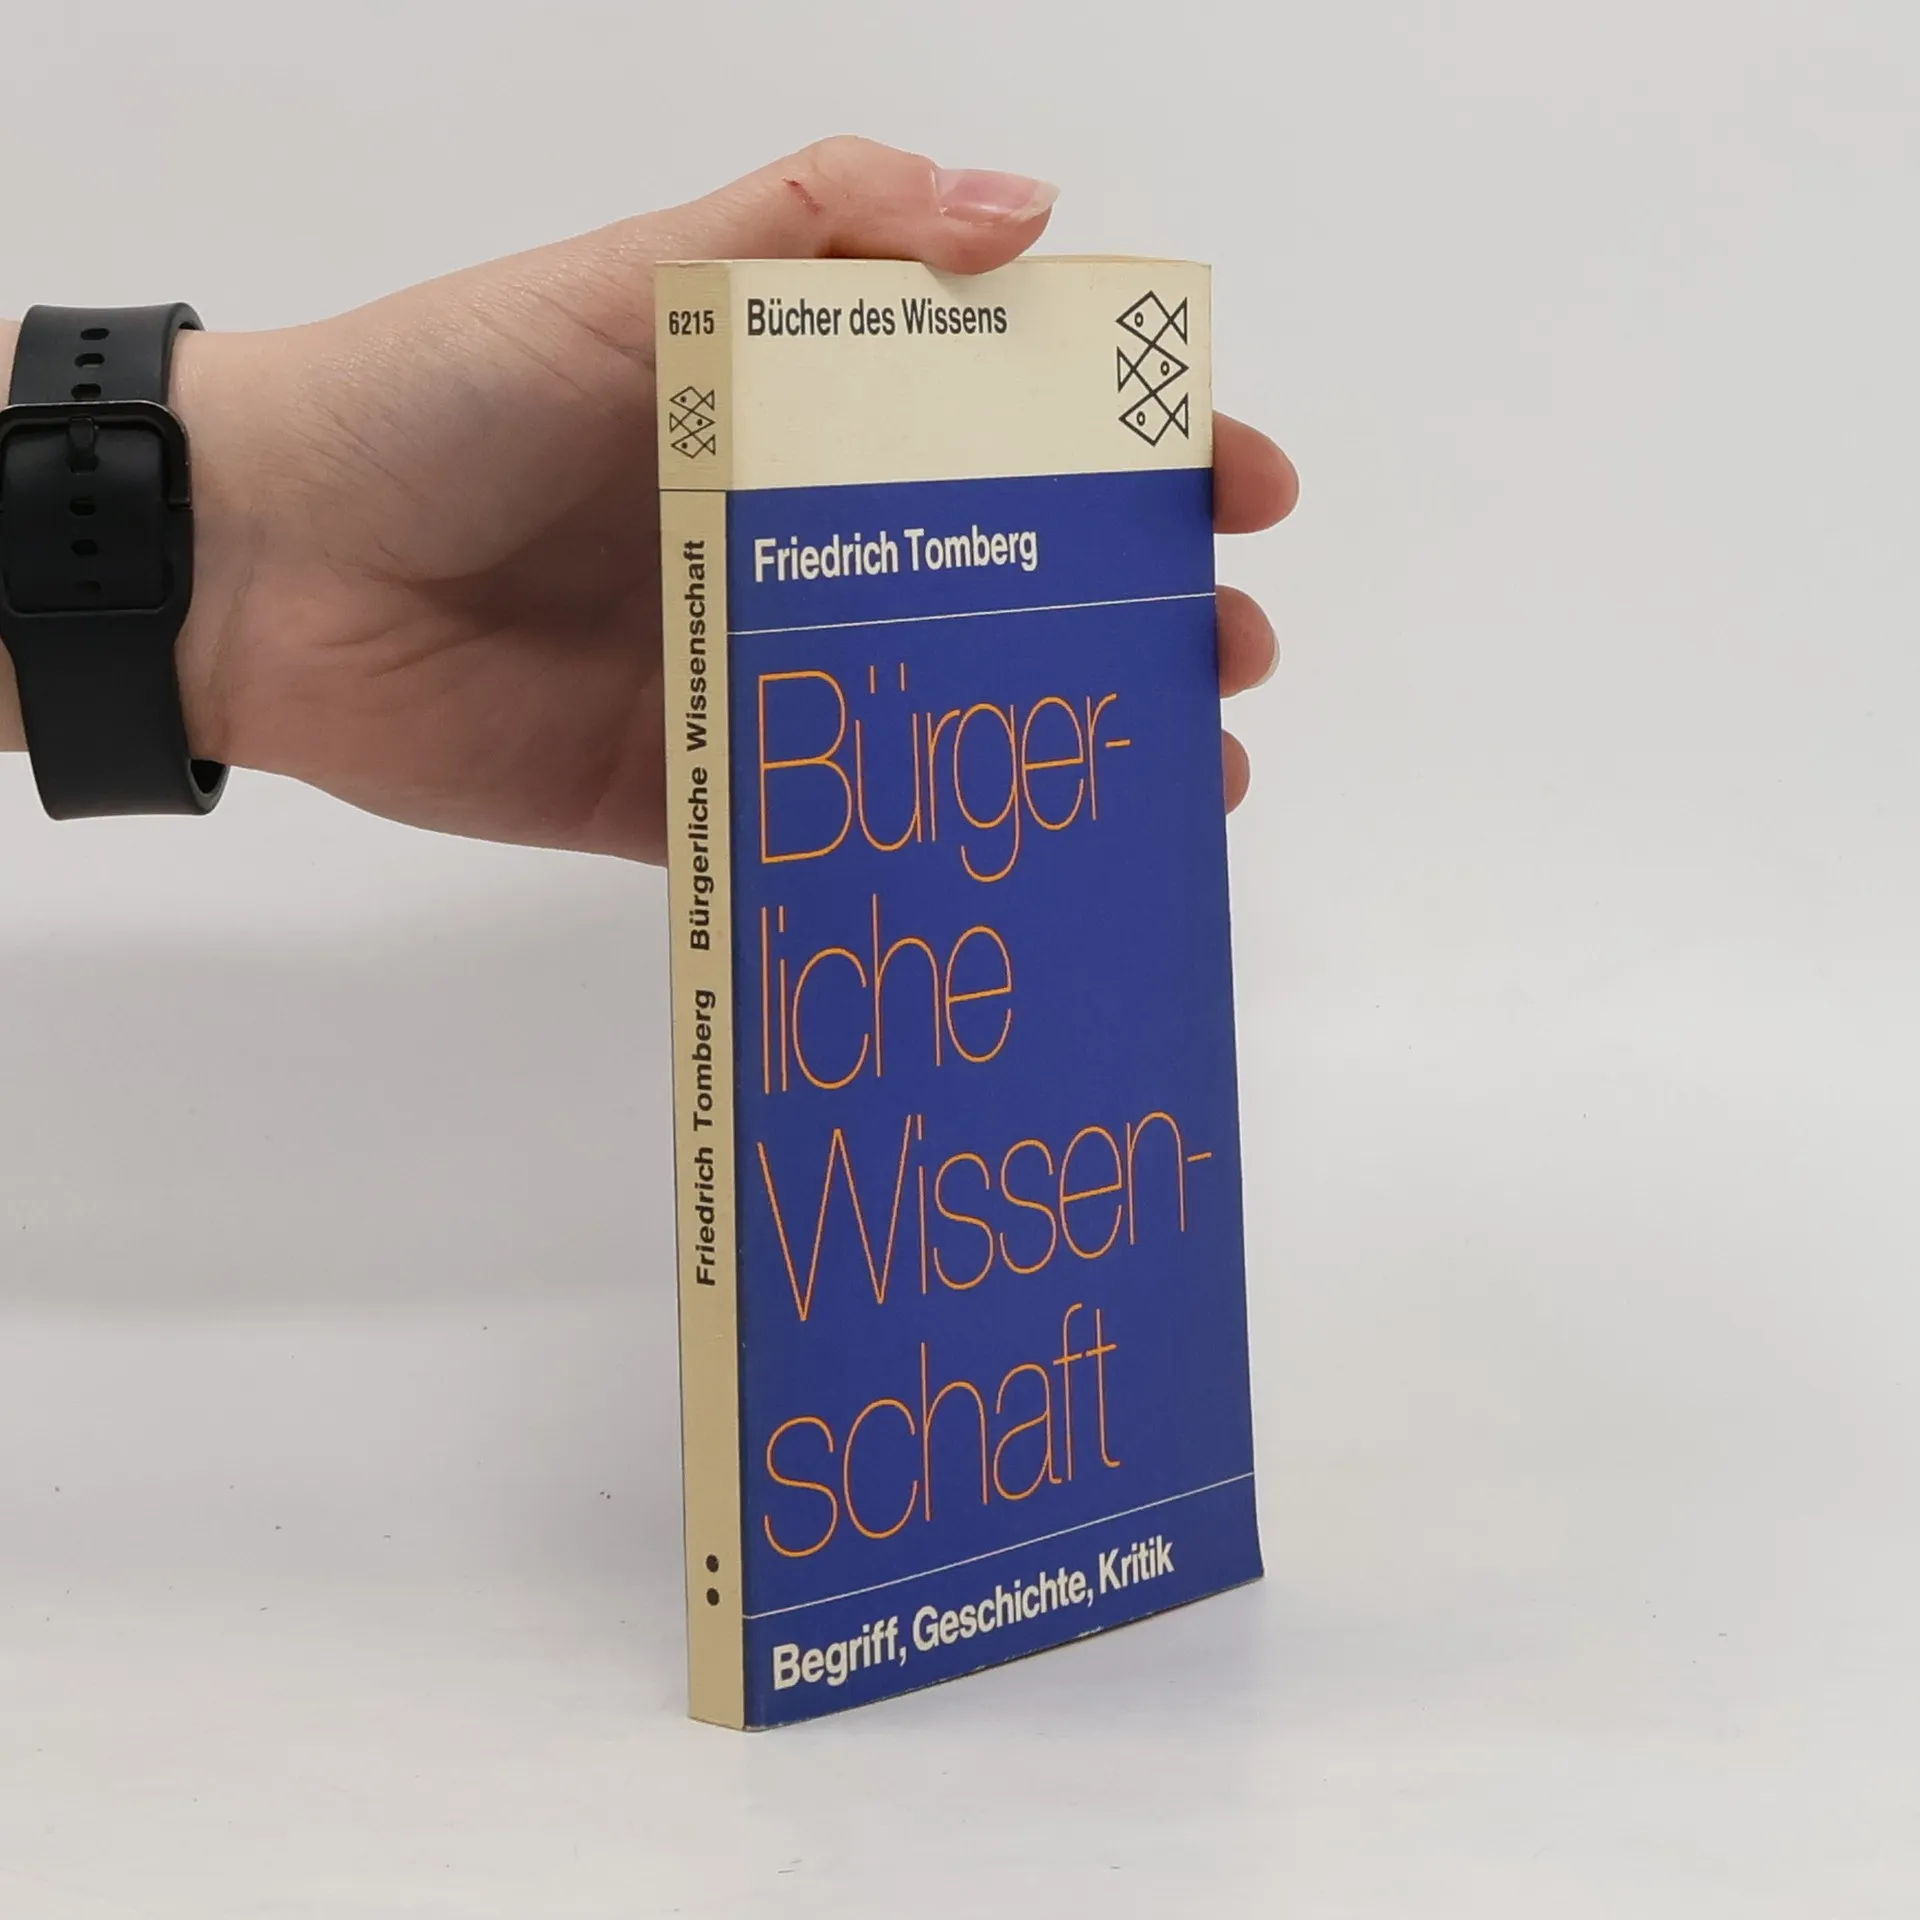 6215
Friedrich Tomberg Bürgerliche Wissenschaft
Bücher des Wissens
Friedrich Tomberg
Bürger-
liche
Wissen-
schaft
Begriff, Geschichte, Kritik